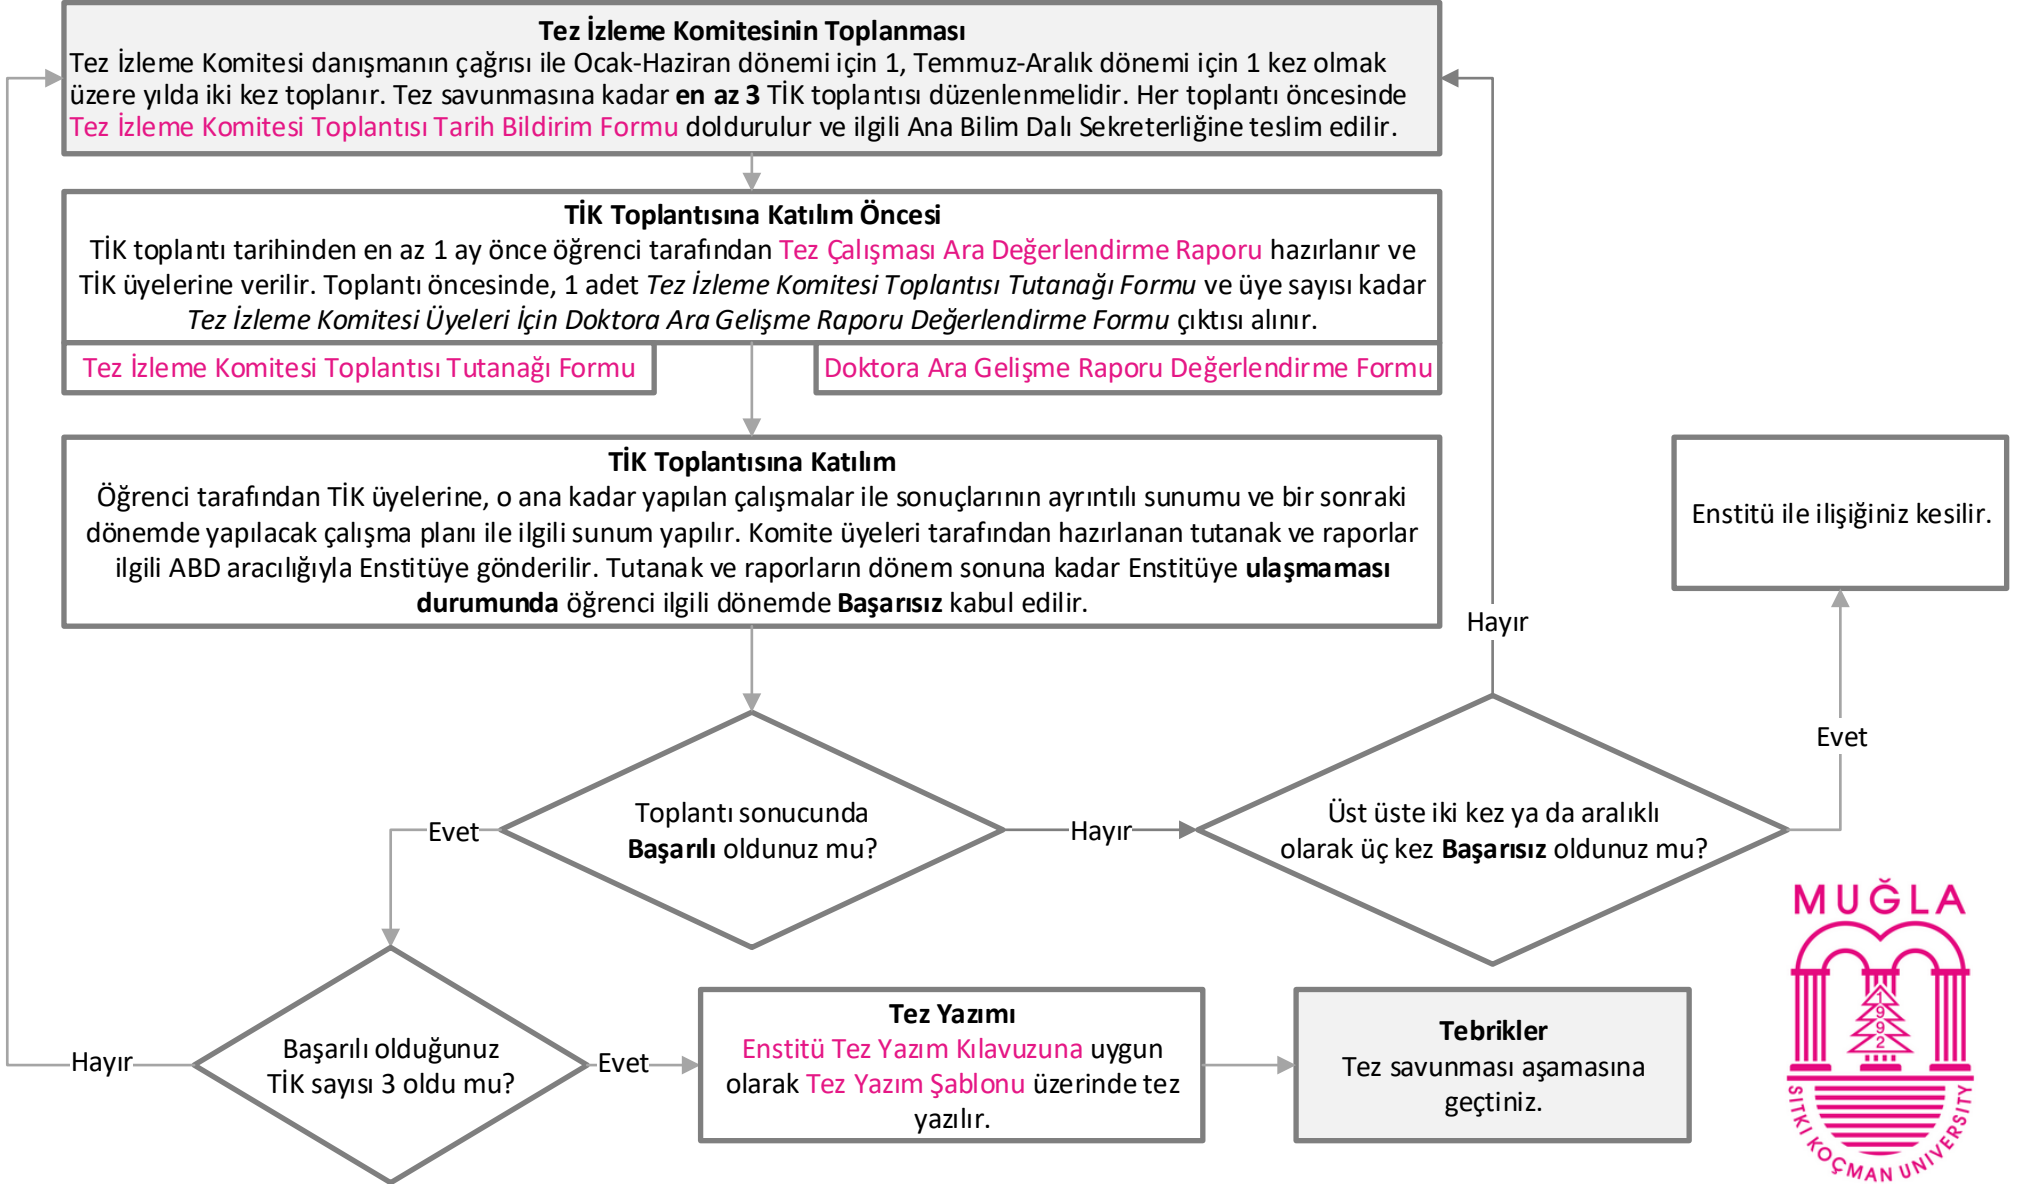 Tez İzleme Komitesinin Toplanması
Tez İzleme Komitesi danışmanın çağrısı ile Ocak-Haziran dönemi için 1, Temmuz-Aralık dönemi için 1 kez olmak
üzere yılda iki kez toplanır. Tez savunmasına kadar en az 3 TİK toplantısı düzenlenmelidir. Her toplantı öncesinde
Tez İzleme Komitesi Toplantısı Tarih Bildirim Formu doldurulur ve ilgili Ana Bilim Dalı Sekreterliğine teslim edilir.
TİK Toplantısına Katılım Öncesi
TİK toplantı tarihinden en az 1 ay önce öğrenci tarafından Tez Çalışması Ara Değerlendirme Raporu hazırlanır ve
TİK üyelerine verilir. Toplantı öncesinde, 1 adet Tez İzleme Komitesi Toplantısı Tutanağı Formu ve üye sayısı kadar
Tez İzleme Komitesi Üyeleri İçin Doktora Ara Gelişme Raporu Değerlendirme Formu çıktısı alınır.
Tez İzleme Komitesi Toplantısı Tutanağı Formu
Doktora Ara Gelişme Raporu Değerlendirme Formu
TİK Toplantısına Katılım
Öğrenci tarafından TİK üyelerine, o ana kadar yapılan çalışmalar ile sonuçlarının ayrıntılı sunumu ve bir sonraki
dönemde yapılacak çalışma planı ile ilgili sunum yapılır. Komite üyeleri tarafından hazırlanan tutanak ve raporlar
ilgili ABD aracılığıyla Enstitüye gönderilir. Tutanak ve raporların dönem sonuna kadar Enstitüye ulaşmaması
durumunda öğrenci ilgili dönemde Başarısız kabul edilir.
Enstitü ile ilişiğiniz kesilir.
Hayır
Evet
Toplantı sonucunda
Başarılı oldunuz mu?
Evet
Hayır
Üst üste iki kez ya da aralıklı
olarak üç kez Başarısız oldunuz mu?
Hayır
Başarılı olduğunuz
TİK sayısı 3 oldu mu?
Evet
Tez Yazımı
Enstitü Tez Yazım Kılavuzuna uygun
olarak Tez Yazım Şablonu üzerinde tez
yazılır.
Tebrikler
Tez savunması aşamasına
geçtiniz.
MUĞLA
1992
SITKI KOÇMAN UNIVERSITY